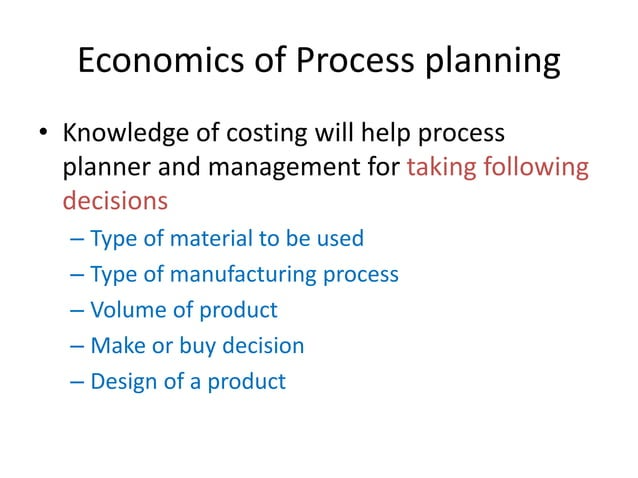 Economics of Process planning
• Knowledge of costing will help process
planner and management for taking following
decisions
– Type of material to be used
– Type of manufacturing process
– Volume of product
– Make or buy decision
– Design of a product